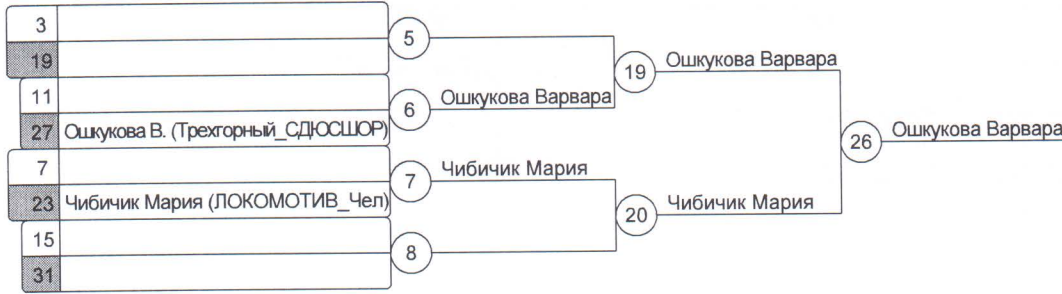 3
5
19
19
Ошкукова Варвара
11
6
Ошкукова Варвара
27 Ошкукова В. (Трехгорный_СДЮСШОР)
26
Ошкукова Варвара
7
7
Чибичик Мария
23 Чибичик Мария (ЛОКОМОТИВ_Чел)
20
Чибичик Мария
15
8
31